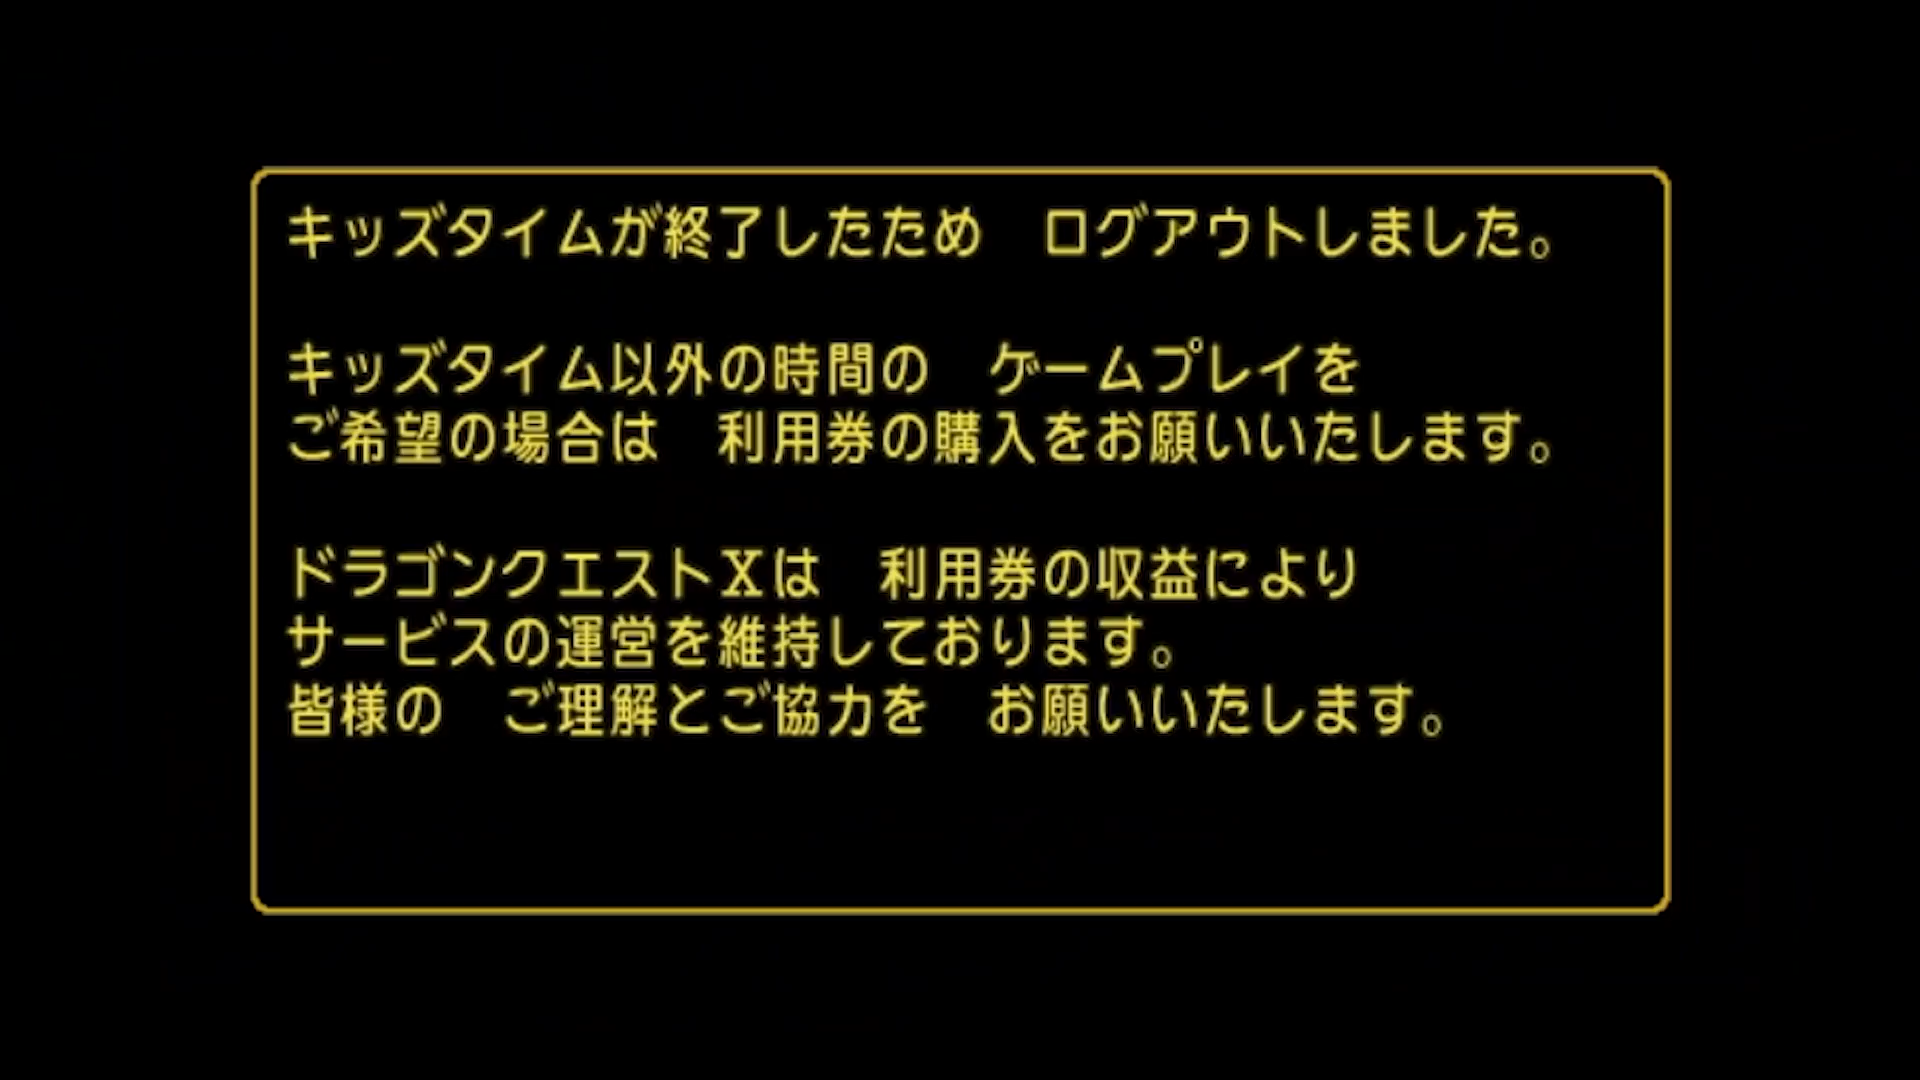 キッズタイムが終了したため　ログアウトしました。
キッズタイム以外の時間の　ゲームプレイを
ご希望の場合は　利用券の購入をお願いいたします。
ドラゴンクエストⅩは　利用券の収益により
サービスの運営を維持しております。
皆様の　ご理解とご協力を　お願いいたします。